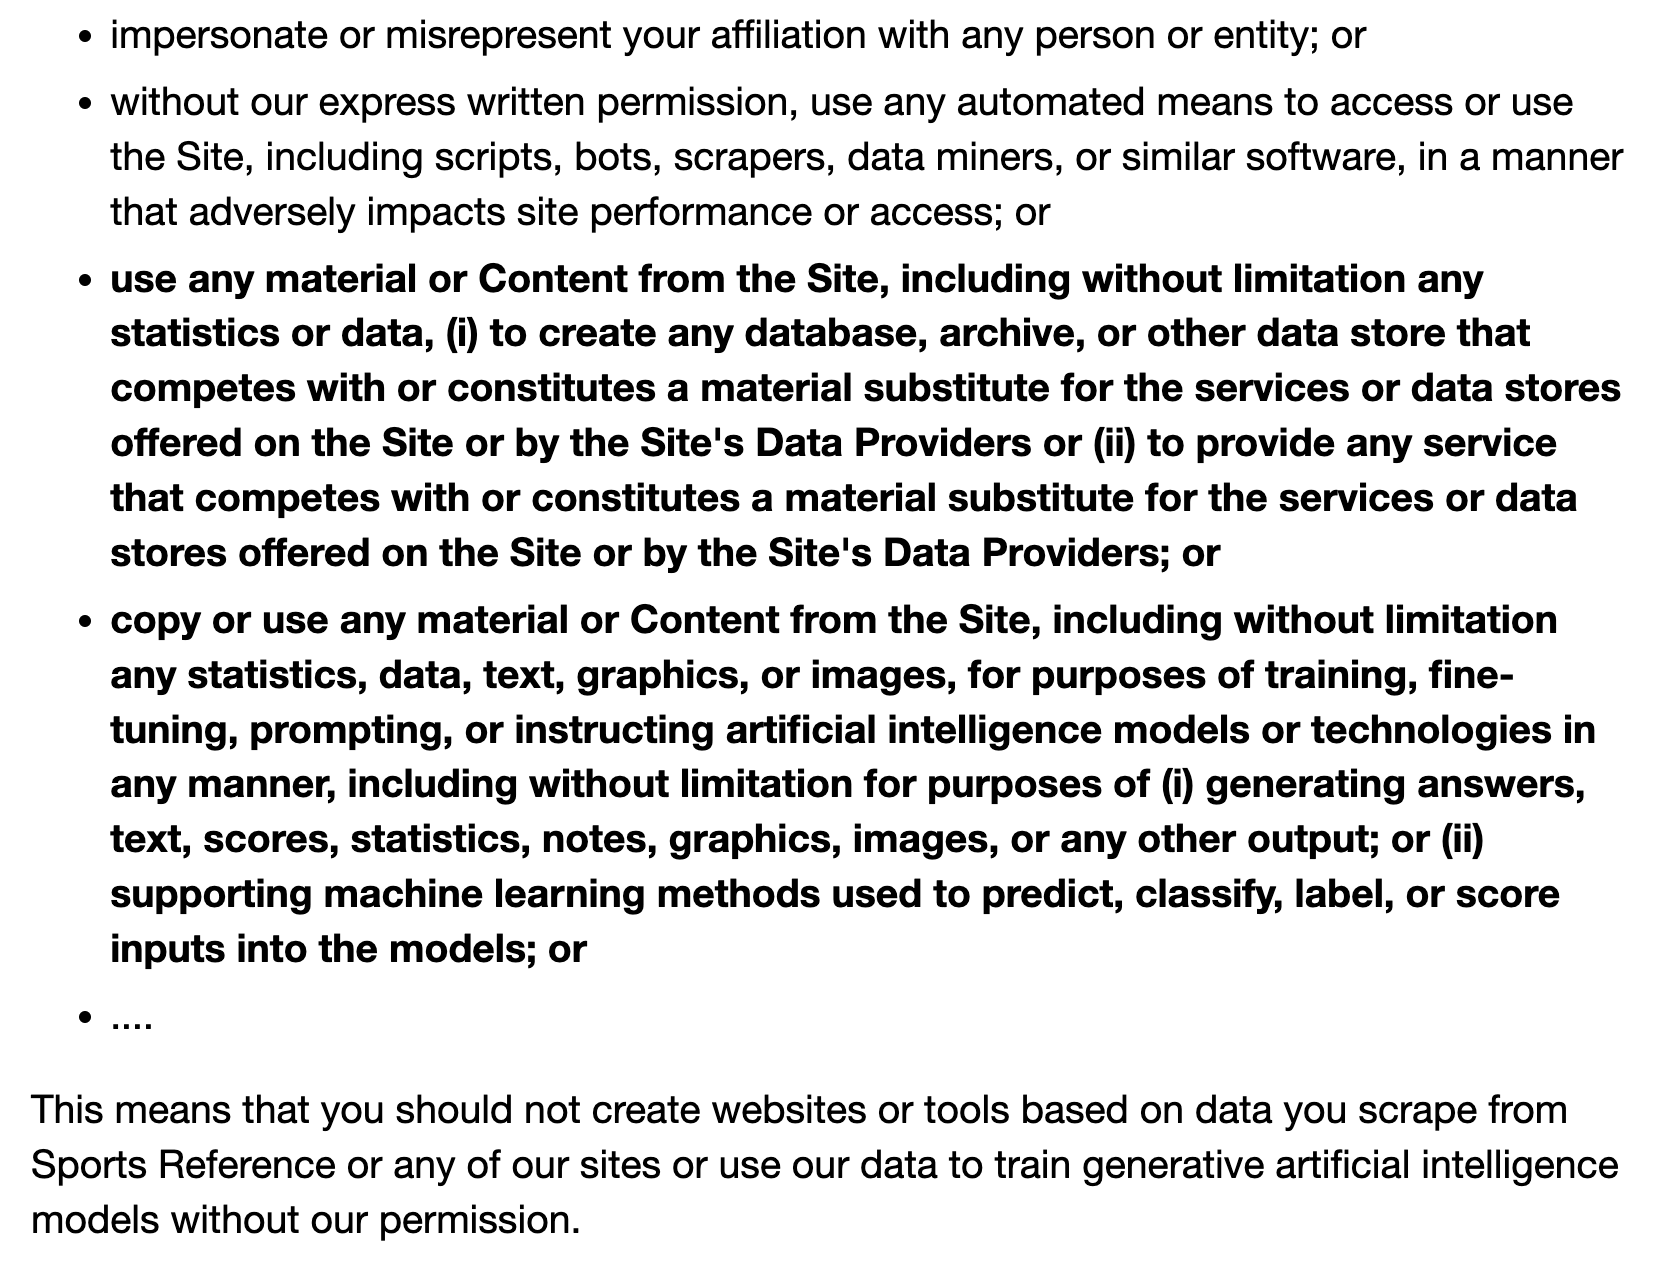 • impersonate or misrepresent your affiliation with any person or entity; or
• without our express written permission, use any automated means to access or use
the Site, including scripts, bots, scrapers, data miners, or similar software, in a manner
that adversely impacts site performance or access; or
• use any material or Content from the Site, including without limitation any
statistics or data, (i) to create any database, archive, or other data store that
competes with or constitutes a material substitute for the services or data stores
offered on the Site or by the Site's Data Providers or (ii) to provide any service
that competes with or constitutes a material substitute for the services or data
stores offered on the Site or by the Site's Data Providers; or
• copy or use any material or Content from the Site, including without limitation
any statistics, data, text, graphics, or images, for purposes of training, fine-
tuning, prompting, or instructing artificial intelligence models or technologies in
any manner, including without limitation for purposes of (i) generating answers,
text, scores, statistics, notes, graphics, images, or any other output; or (ii)
supporting machine learning methods used to predict, classify, label, or score
inputs into the models; or
• ....
This means that you should not create websites or tools based on data you scrape from
Sports Reference or any of our sites or use our data to train generative artificial intelligence
models without our permission.